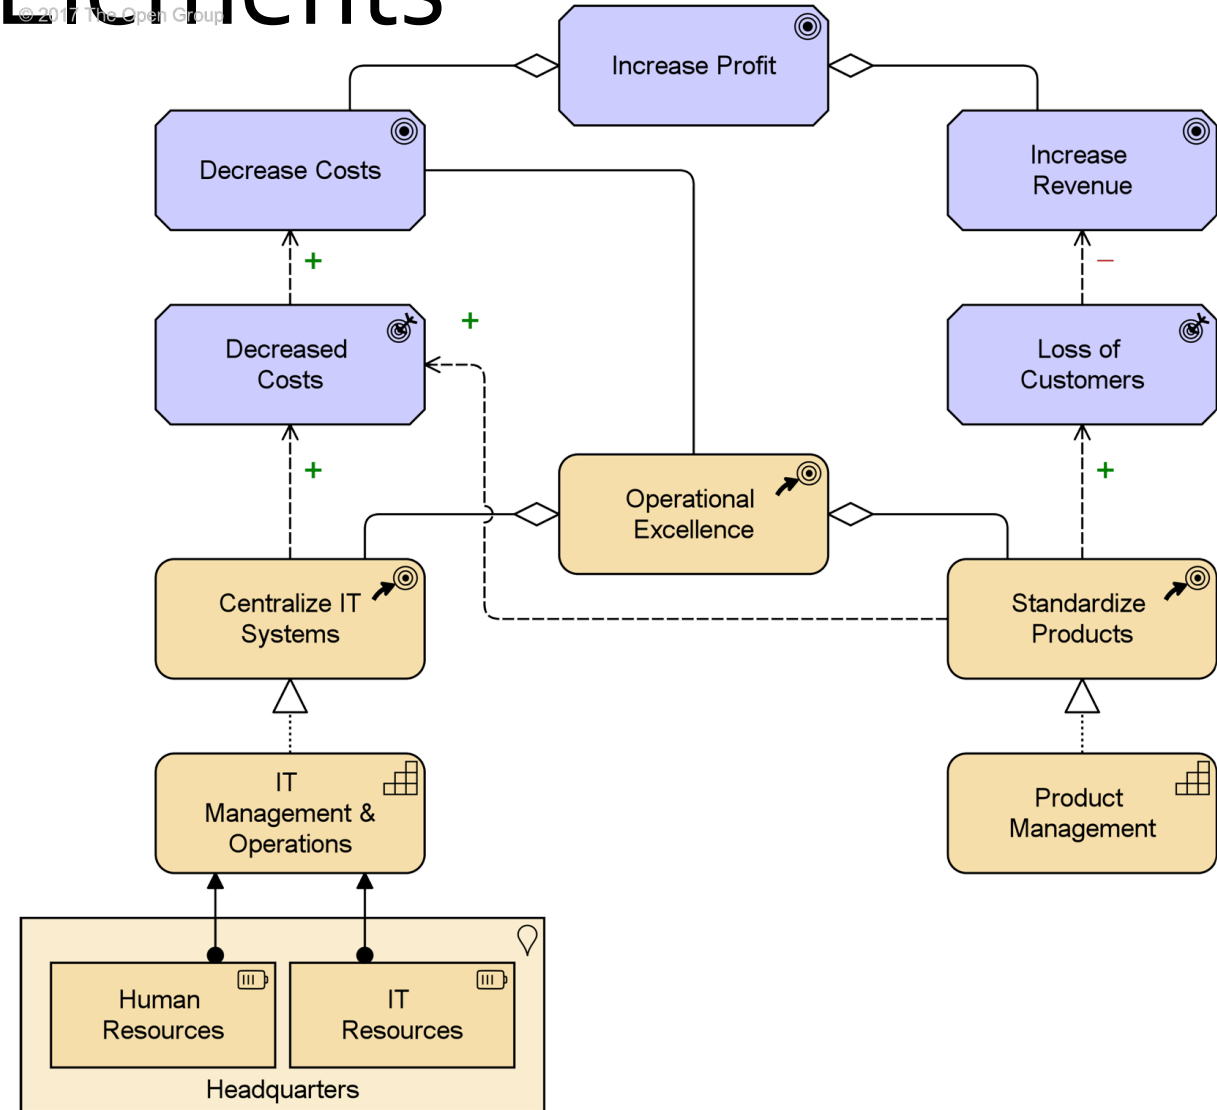 Elements
© 2017 The Open Group
Increase Profit
Decrease Costs
Increase
Revenue
+
–
Decreased
Costs
+
Loss of
Customers
+
+
Operational
Excellence
Centralize IT
Systems
Standardize
Products
IT
Management &
Operations
Product
Management
Human
Resources
IT
Resources
Headquarters